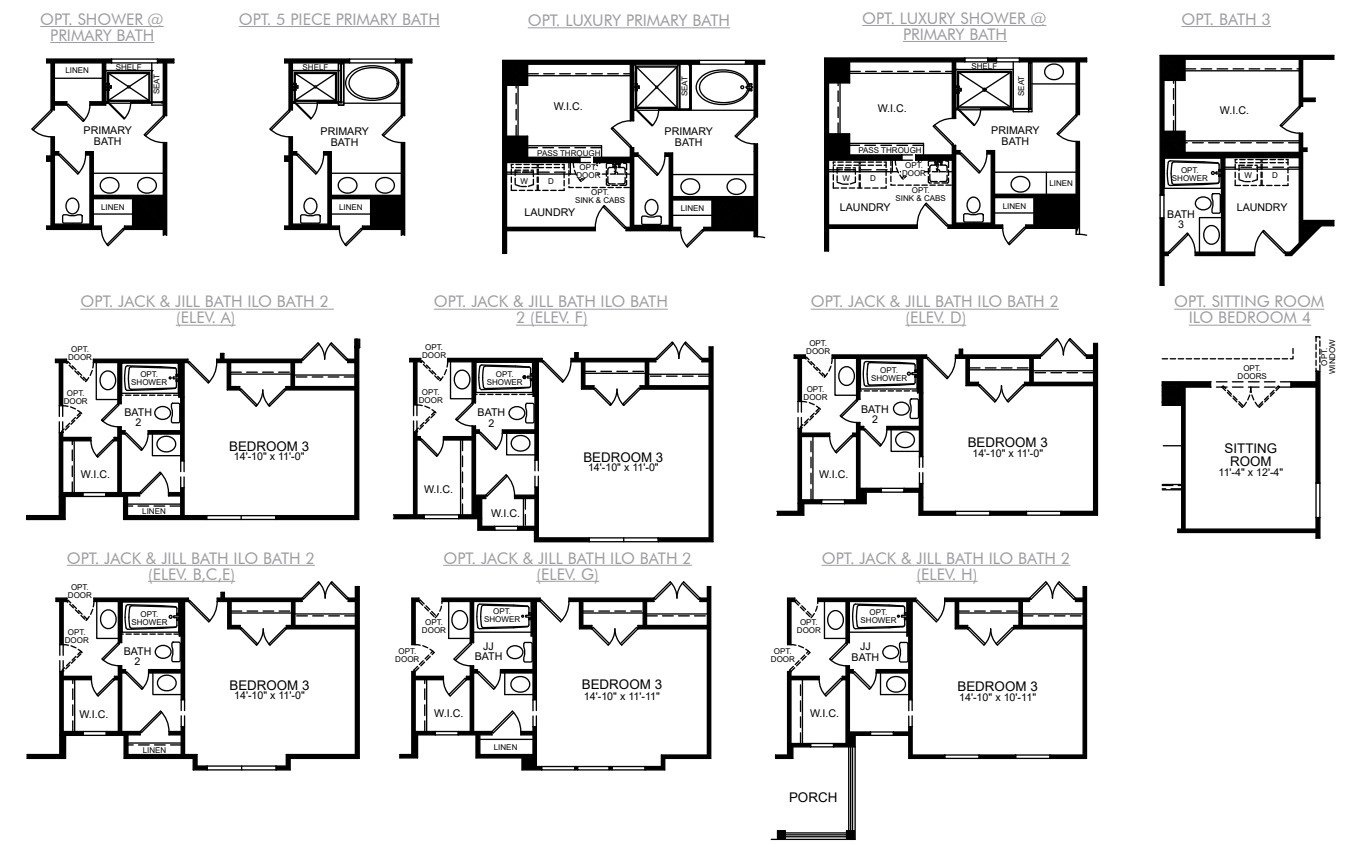 OPT. SHOWER @
PRIMARY BATH
LINEN
SHELF
SEAT
PRIMARY
BATH
LINEN
OPT. 5 PIECE PRIMARY BATH
SHELF
PRIMARY
BATH
LINEN
OPT. LUXURY PRIMARY BATH
W.I.C.
SEAT
PRIMARY
BATH
PASS THROUGH
W
D
OPT.
DOOR
OPT.
SINK & CABS
LAUNDRY
LINEN
OPT. LUXURY SHOWER @
PRIMARY BATH
W.I.C.
SHELF
SEAT
PRIMARY
BATH
PASS THROUGH
W
D
OPT.
DOOR
OPT.
SINK & CABS
LAUNDRY
LINEN
LINEN
OPT. BATH 3
W.I.C.
OPT.
SHOWER
W
D
BATH
3
LAUNDRY
OPT. JACK & JILL BATH ILO BATH 2
(ELEV. A)
OPT.
DOOR
OPT.
SHOWER
OPT.
DOOR
BATH
2
W.I.C.
LINEN
BEDROOM 3
14'-10" x 11'-0"
OPT. JACK & JILL BATH ILO BATH
2 (ELEV. F)
OPT.
DOOR
OPT.
SHOWER
OPT.
DOOR
BATH
2
W.I.C.
W.I.C.
BEDROOM 3
14'-10" x 11'-0"
OPT. JACK & JILL BATH ILO BATH 2
(ELEV. D)
OPT.
DOOR
OPT.
SHOWER
OPT.
DOOR
BATH
2
W.I.C.
BEDROOM 3
14'-10" x 11'-0"
OPT. SITTING ROOM
ILO BEDROOM 4
OPT.
WINDOW
OPT.
DOORS
SITTING
ROOM
11'-4" x 12'-4"
OPT. JACK & JILL BATH ILO BATH 2
(ELEV. B,C,E)
OPT.
DOOR
OPT.
SHOWER
OPT.
DOOR
BATH
2
W.I.C.
LINEN
BEDROOM 3
14'-10" x 11'-0"
OPT. JACK & JILL BATH ILO BATH 2
(ELEV. G)
OPT.
DOOR
OPT.
SHOWER
OPT.
DOOR
JJ
BATH
W.I.C.
LINEN
BEDROOM 3
14'-10" x 11'-11"
OPT. JACK & JILL BATH ILO BATH 2
(ELEV. H)
OPT.
DOOR
OPT.
SHOWER
OPT.
DOOR
JJ
BATH
W.I.C.
BEDROOM 3
14'-10" x 10'-11"
PORCH